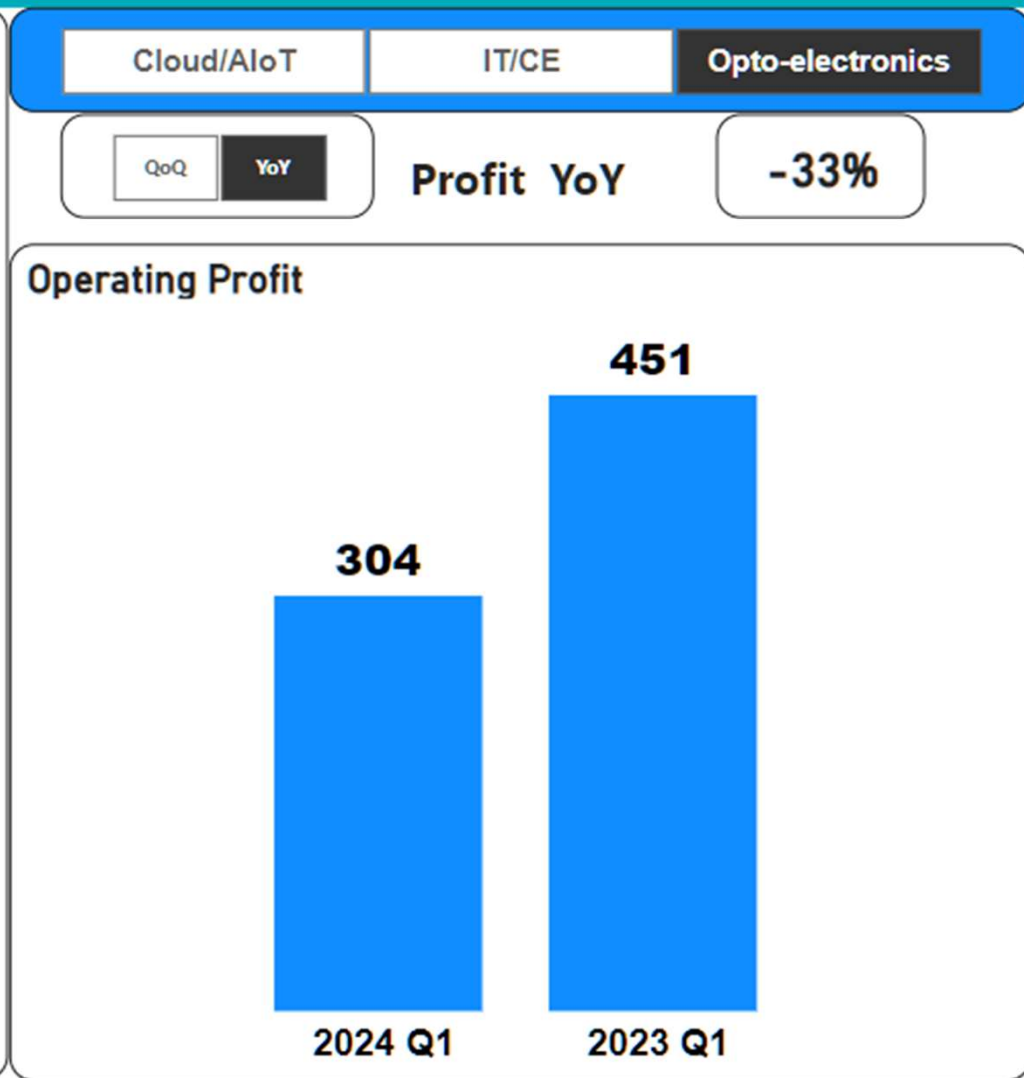 Cloud/AIoT IT/CE Opto-electronics
QoQ YoY Profit YoY -33%
Operating Profit
451
304
2024 Q1 2023 Q1